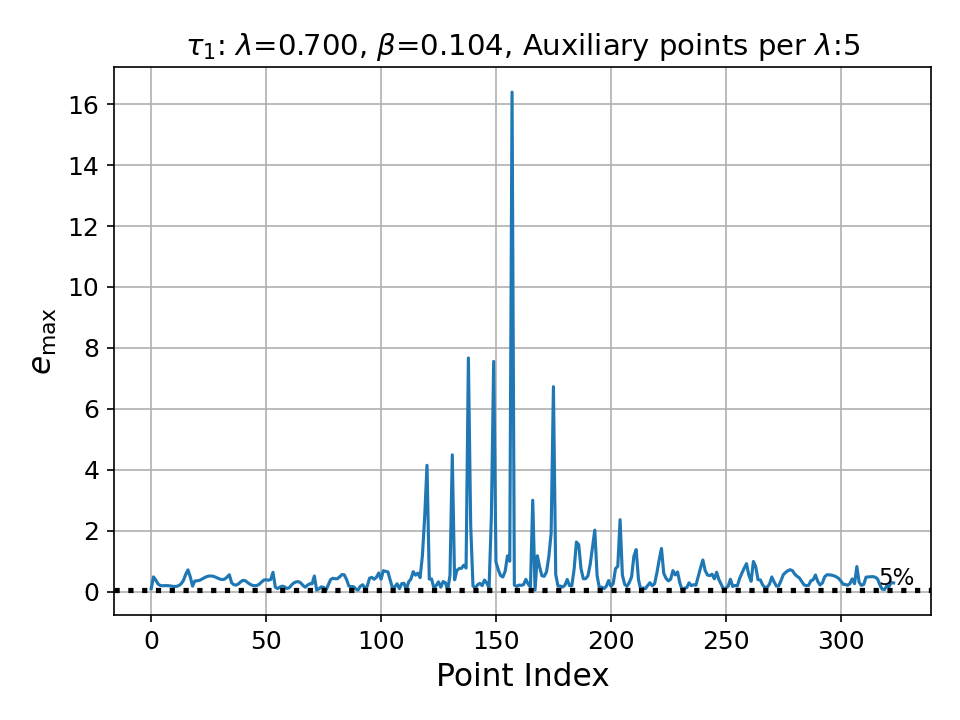 τ₁: λ=0.700, β=0.104, Auxiliary points per λ:5
16
14
12
10
8
6
4
2
0
e_max
5%
0 50 100 150 200 250 300
Point Index